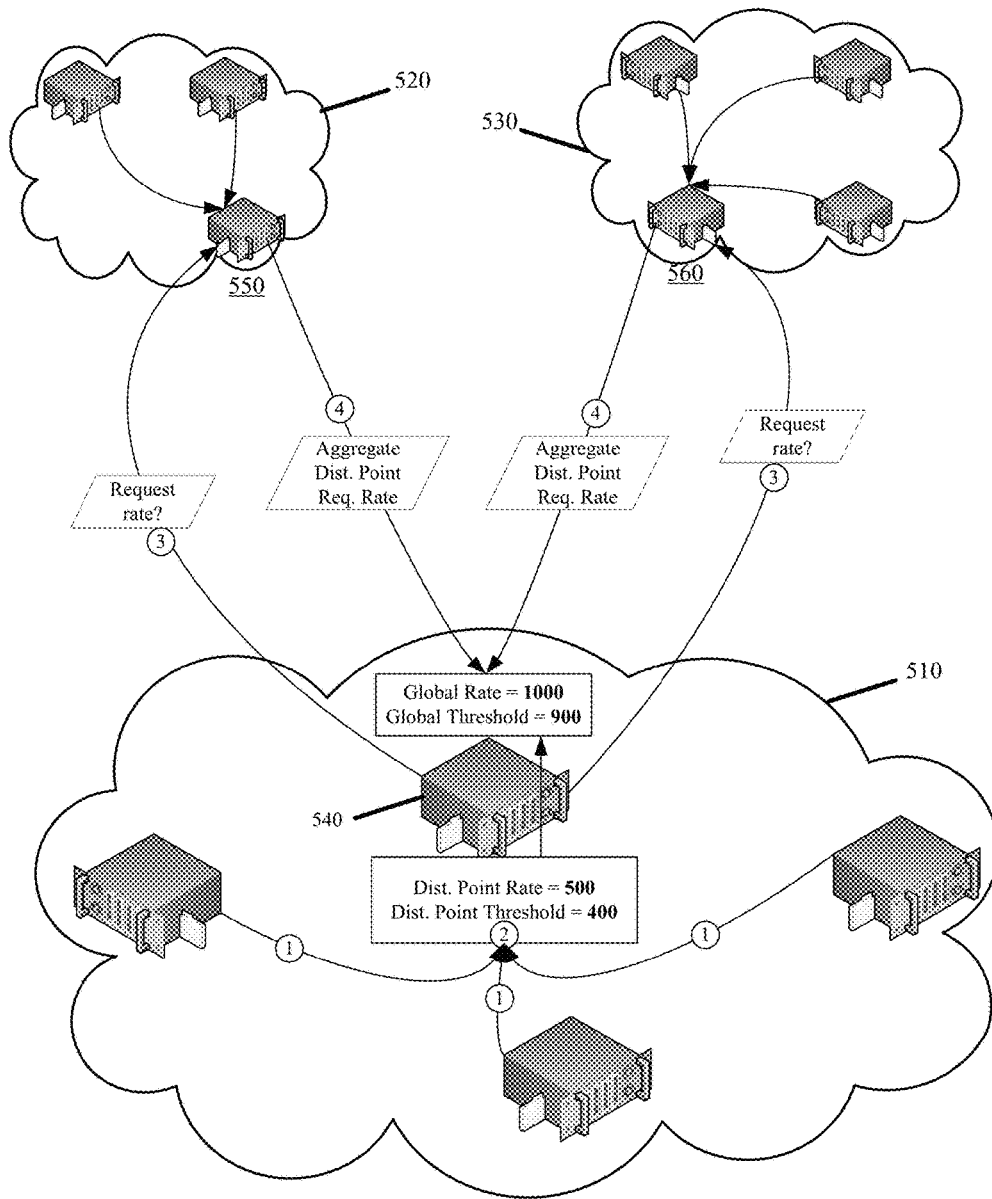 520
530
550
560
4
Aggregate
Dist. Point
Req. Rate
4
Aggregate
Dist. Point
Req. Rate
Request
rate?
3
Request
rate?
3
510
Global Rate = 1000
Global Threshold = 900
540
Dist. Point Rate = 500
Dist. Point Threshold = 400
2
1
1
1